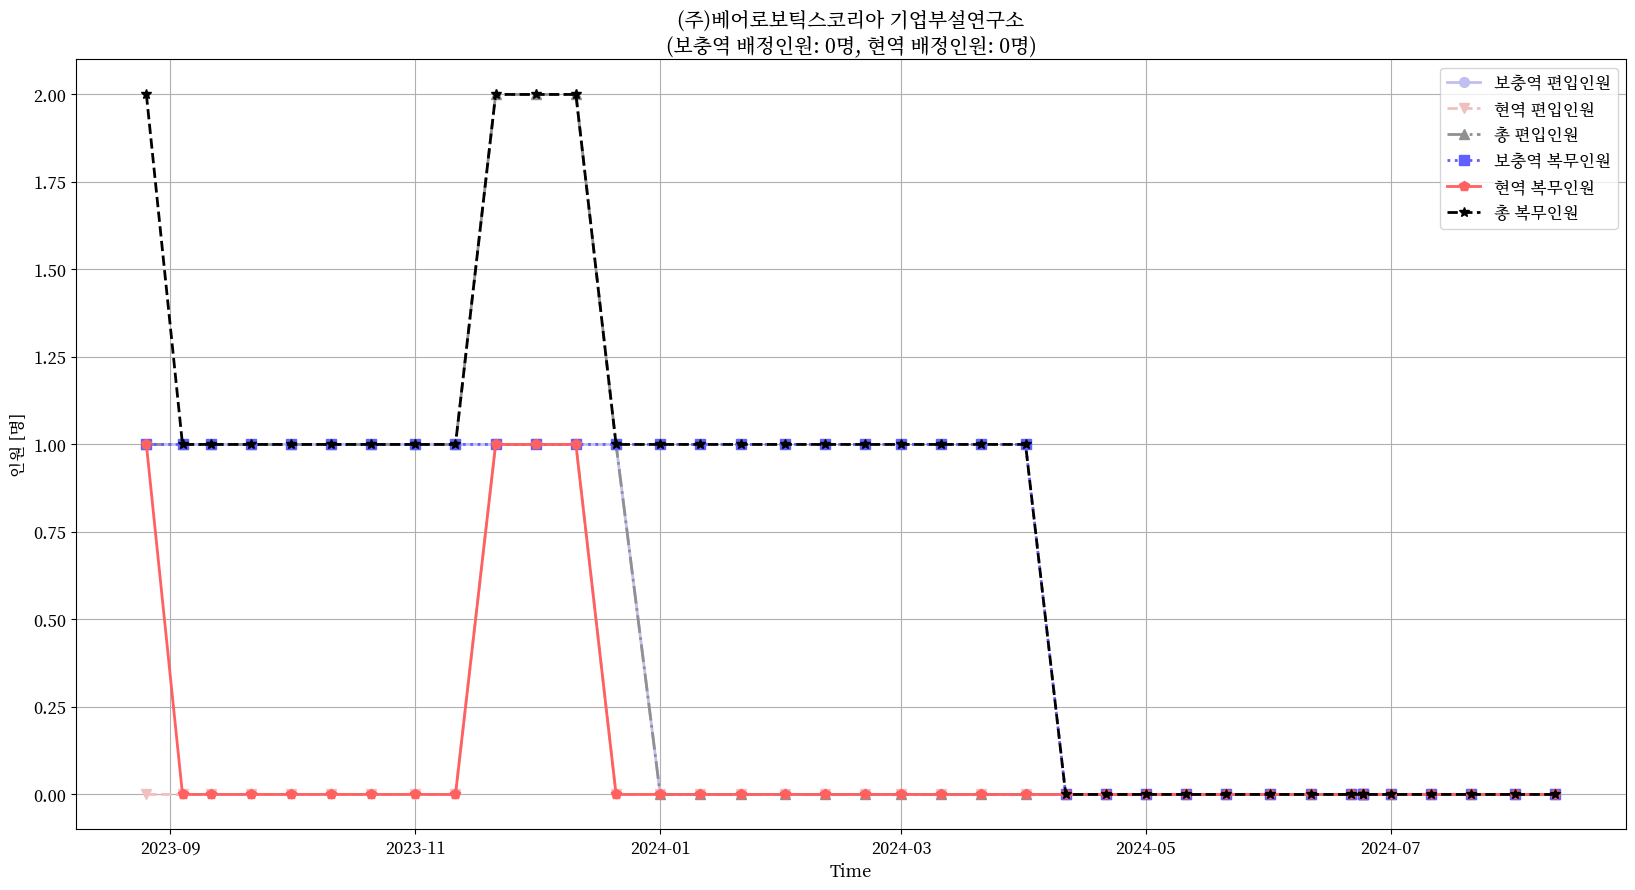 (주)베어로보틱스코리아 기업부설연구소
(보충역 배정인원: 0명, 현역 배정인원: 0명)
보충역 편입인원
현역 편입인원
총 편입인원
보충역 복무인원
현역 복무인원
총 복무인원
인원 [명]
2.00
1.75
1.50
1.25
1.00
0.75
0.50
0.25
0.00
2023-09
2023-11
2024-01
2024-03
2024-05
2024-07
Time